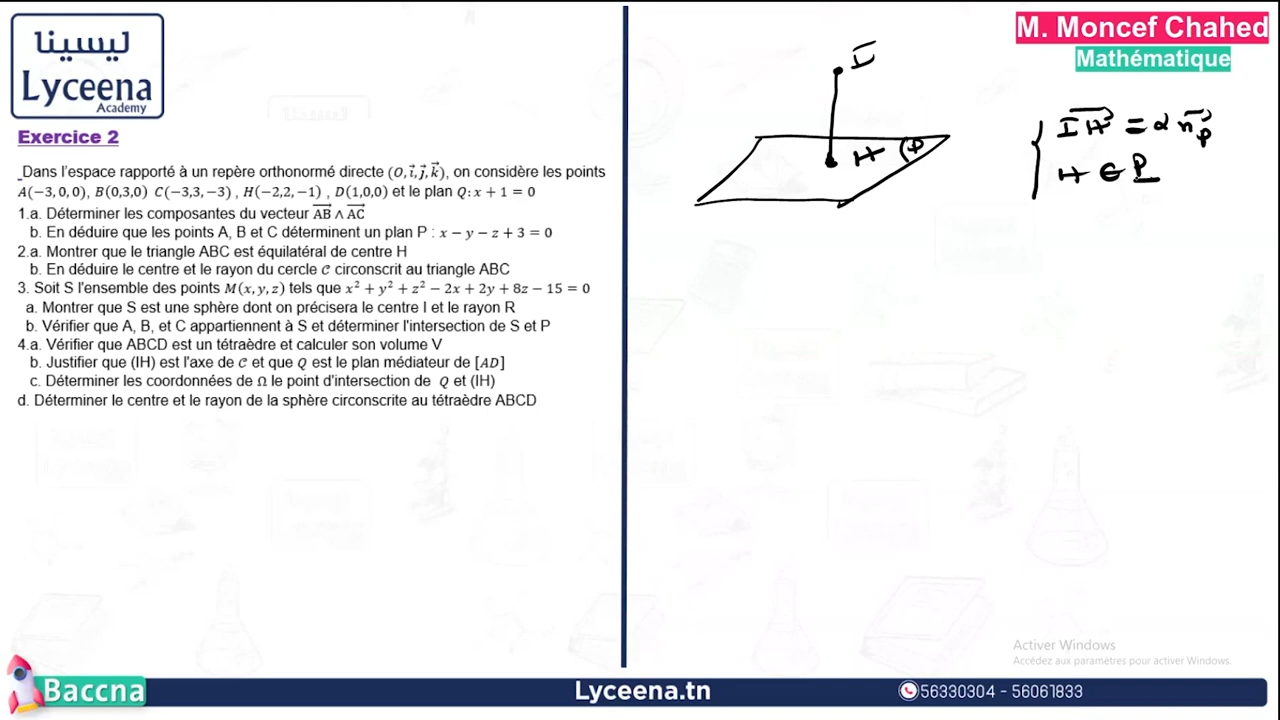 ليسينا
Lyceena
Academy
M. Moncef Chahed
Mathématique
Exercice 2
Dans l'espace rapporté à un repère orthonormé directe (O, i⃗, j⃗, k⃗), on considère les points
A(−3,0,0), B(0,3,0) C(−3,3,−3) , H(−2,2,−1) , D(1,0,0) et le plan Q: x + 1 = 0
1.a. Déterminer les composantes du vecteur AB⃗ ∧ AC⃗
b. En déduire que les points A, B et C déterminent un plan P : x − y − z + 3 = 0
2.a. Montrer que le triangle ABC est équilatéral de centre H
b. En déduire le centre et le rayon du cercle 𝒞 circonscrit au triangle ABC
3. Soit S l'ensemble des points M(x, y, z) tels que x² + y² + z² − 2x + 2y + 8z − 15 = 0
a. Montrer que S est une sphère dont on précisera le centre I et le rayon R
b. Vérifier que A, B, et C appartiennent à S et déterminer l'intersection de S et P
4.a. Vérifier que ABCD est un tétraèdre et calculer son volume V
b. Justifier que (IH) est l'axe de 𝒞 et que Q est le plan médiateur de [AD]
c. Déterminer les coordonnées de Ω le point d'intersection de Q et (IH)
d. Déterminer le centre et le rayon de la sphère circonscrite au tétraèdre ABCD
I
H (P)
IH⃗ = α n⃗p
H ∈ P
Activer Windows
Accédez aux paramètres pour activer Windows.
Baccna
Lyceena.tn
56330304 - 56061833